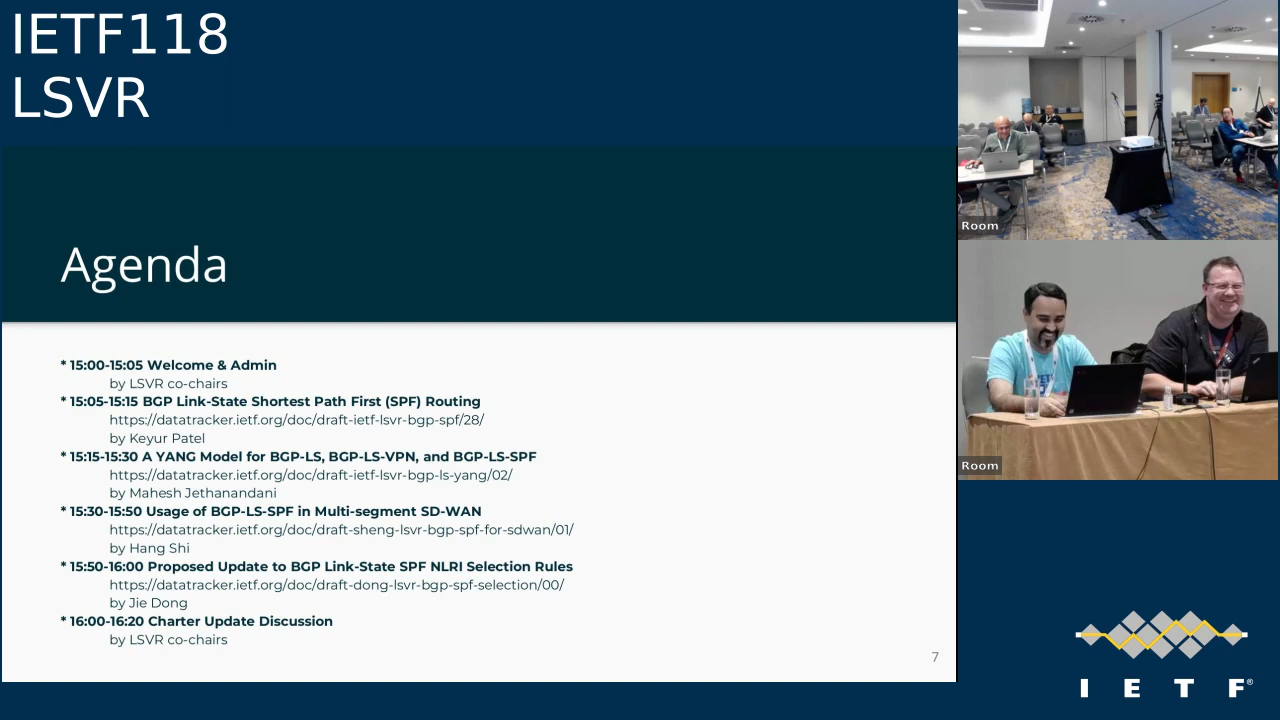 IETF118
LSVR
Agenda
* 15:00-15:05 Welcome & Admin
by LSVR co-chairs
* 15:05-15:15 BGP Link-State Shortest Path First (SPF) Routing
https://datatracker.ietf.org/doc/draft-ietf-lsvr-bgp-spf/28/
by Keyur Patel
* 15:15-15:30 A YANG Model for BGP-LS, BGP-LS-VPN, and BGP-LS-SPF
https://datatracker.ietf.org/doc/draft-ietf-lsvr-bgp-ls-yang/02/
by Mahesh Jethanandani
* 15:30-15:50 Usage of BGP-LS-SPF in Multi-segment SD-WAN
https://datatracker.ietf.org/doc/draft-sheng-lsvr-bgp-spf-for-sdwan/01/
by Hang Shi
* 15:50-16:00 Proposed Update to BGP Link-State SPF NLRI Selection Rules
https://datatracker.ietf.org/doc/draft-dong-lsvr-bgp-spf-selection/00/
by Jie Dong
* 16:00-16:20 Charter Update Discussion
by LSVR co-chairs
7
Room
Room
I E T F®